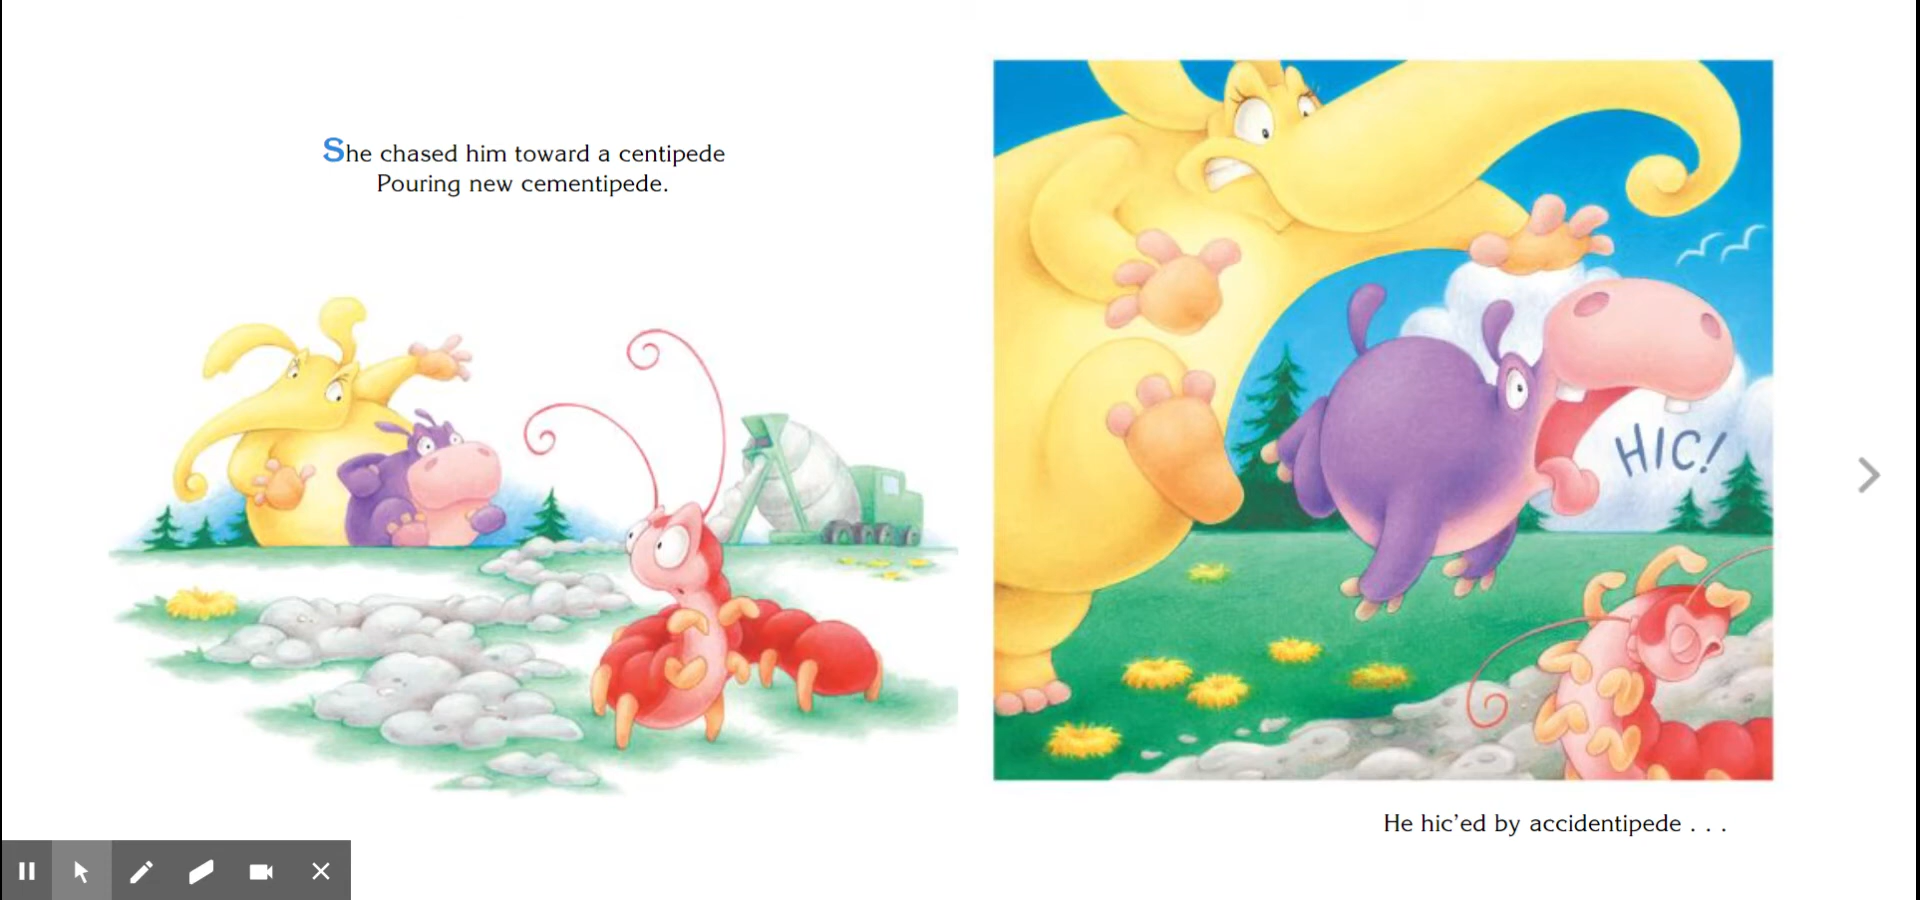 She chased him toward a centipede
Pouring new cementipede.
HIC!
He hic'ed by accidentipede . . .